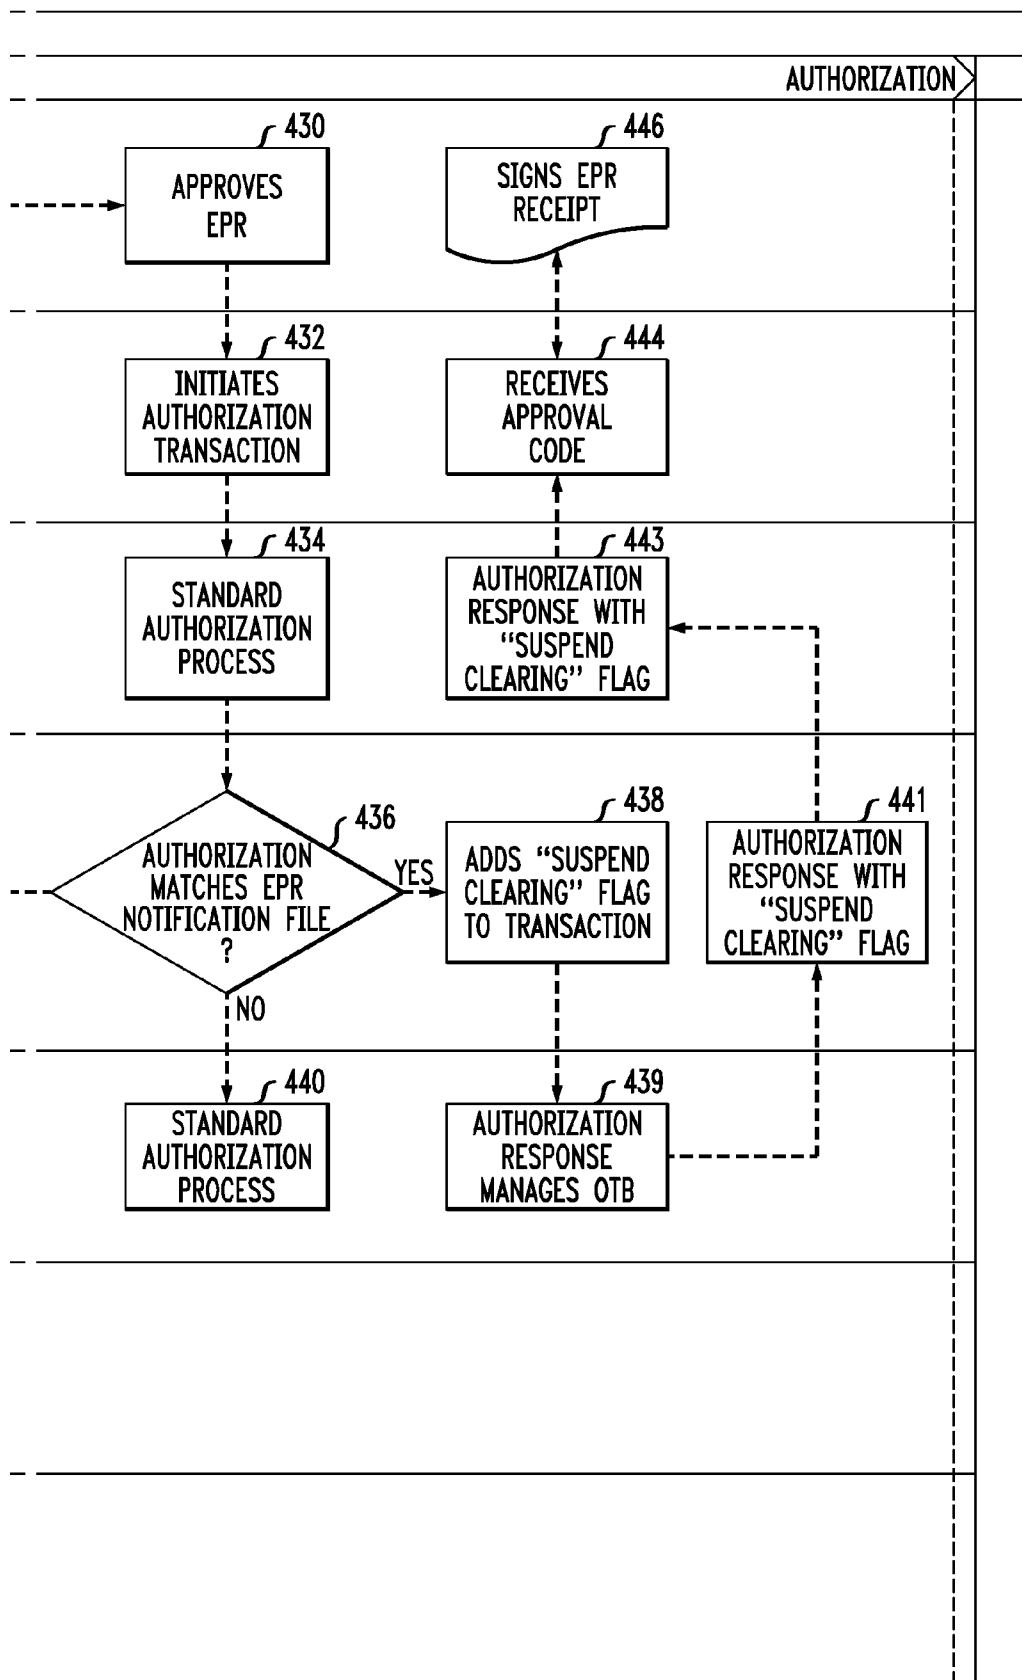 AUTHORIZATION
430
APPROVES
EPR
446
SIGNS EPR
RECEIPT
432
INITIATES
AUTHORIZATION
TRANSACTION
444
RECEIVES
APPROVAL
CODE
434
STANDARD
AUTHORIZATION
PROCESS
443
AUTHORIZATION
RESPONSE WITH
“SUSPEND
CLEARING” FLAG
436
AUTHORIZATION
MATCHES EPR
NOTIFICATION FILE
?
YES
NO
438
ADDS “SUSPEND
CLEARING” FLAG
TO TRANSACTION
441
AUTHORIZATION
RESPONSE WITH
“SUSPEND
CLEARING” FLAG
440
STANDARD
AUTHORIZATION
PROCESS
439
AUTHORIZATION
RESPONSE
MANAGES OTB